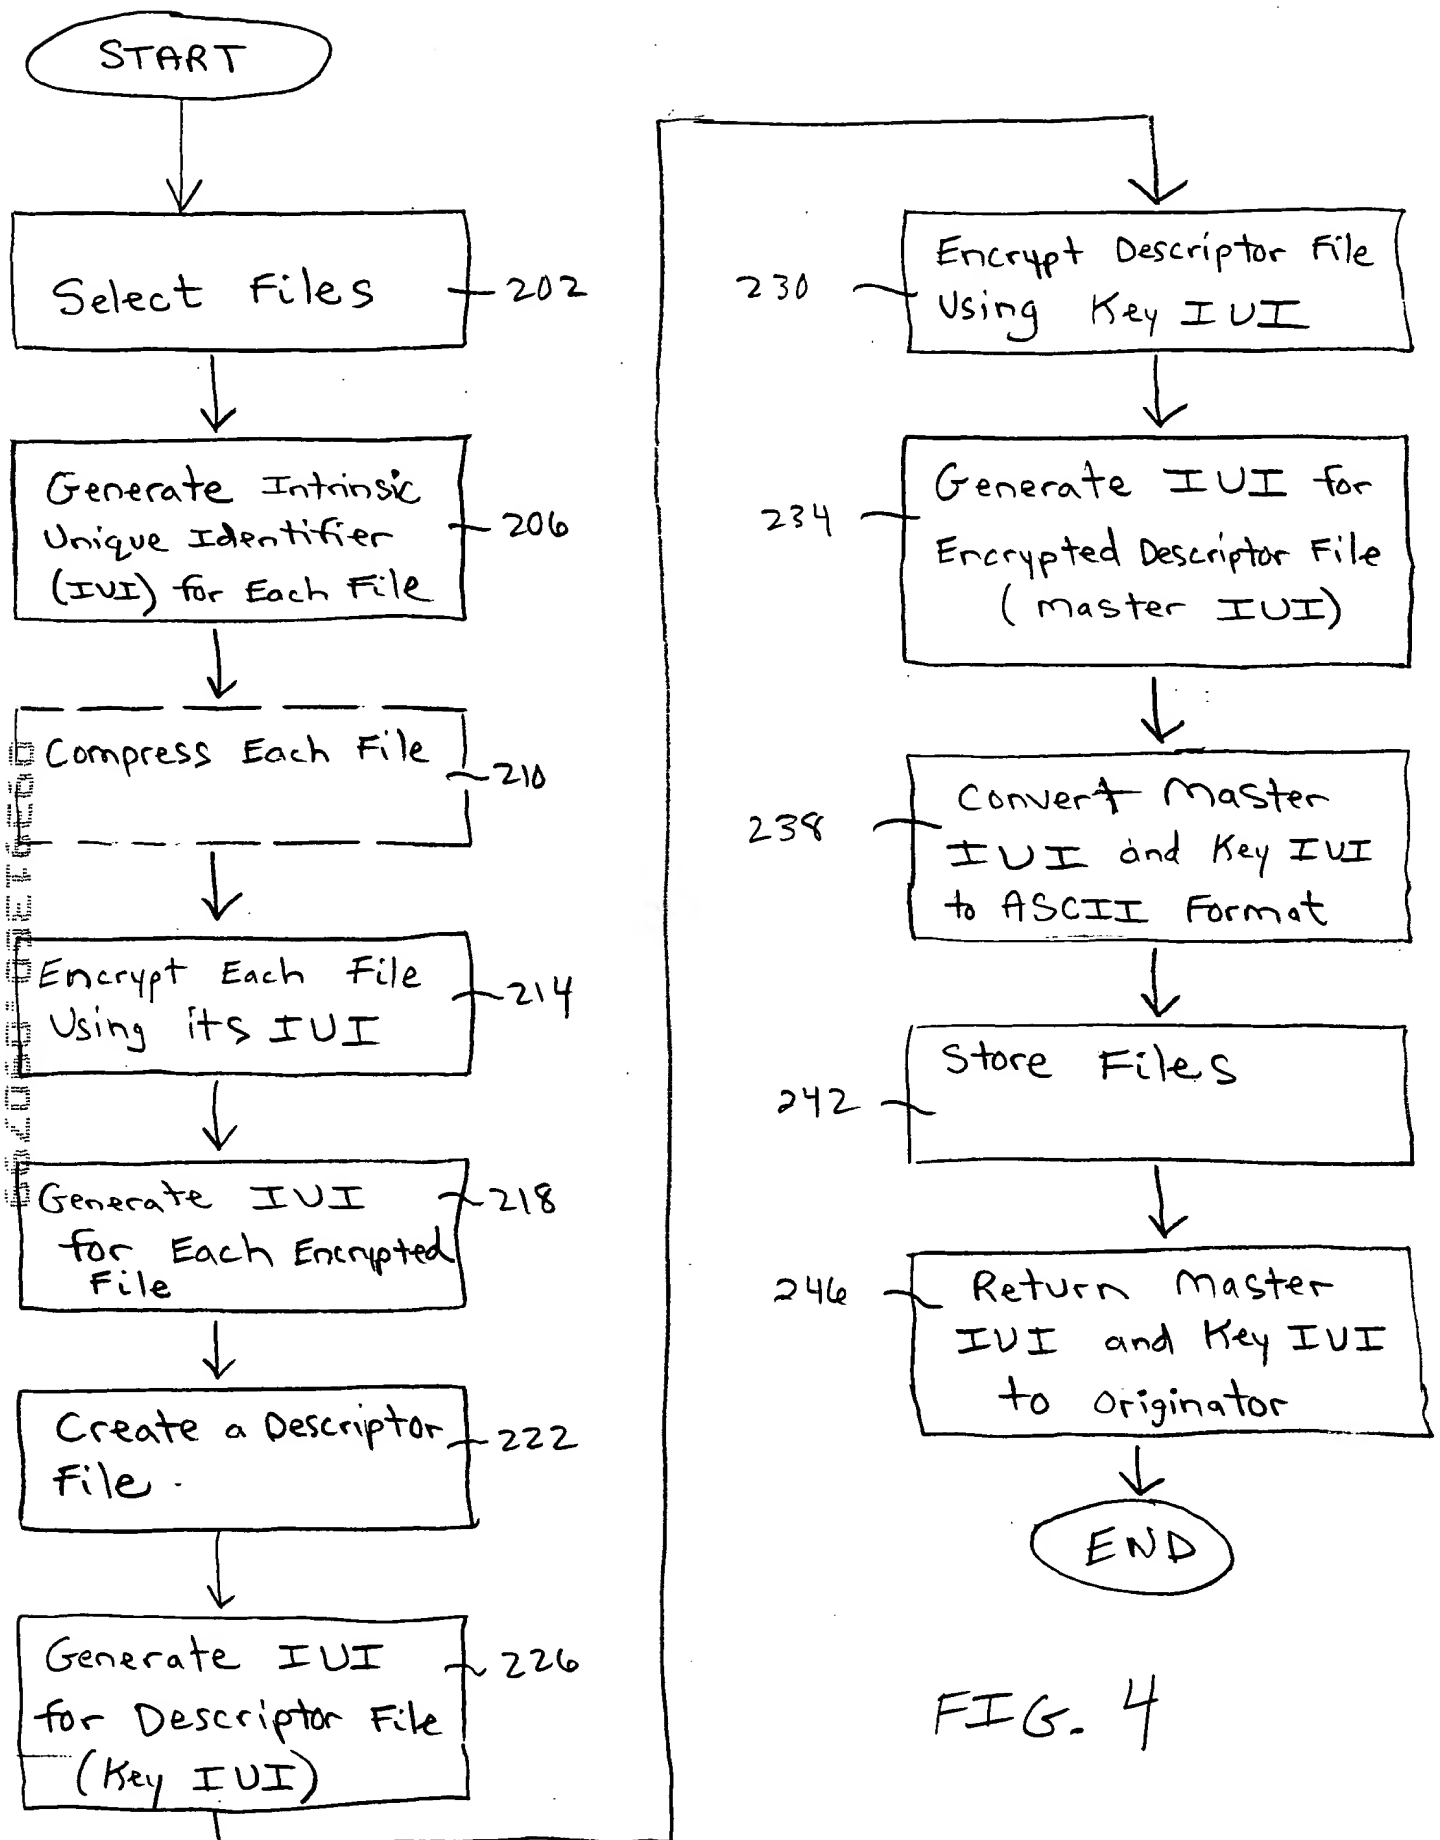 START
Select Files
202
Generate Intrinsic
Unique Identifier
(IUI) for Each File
206
Compress Each File
210
Encrypt Each File
Using its IUI
214
Generate IUI
for Each Encrypted
File
218
Create a Descriptor
File
222
Generate IUI
for Descriptor File
(Key IUI)
226
Encrypt Descriptor File
Using Key IUI
230
Generate IUI for
Encrypted Descriptor File
(Master IUI)
234
Convert Master
IUI and Key IUI
to ASCII Format
238
Store Files
242
Return Master
IUI and Key IUI
to Originator
246
END
FIG. 4